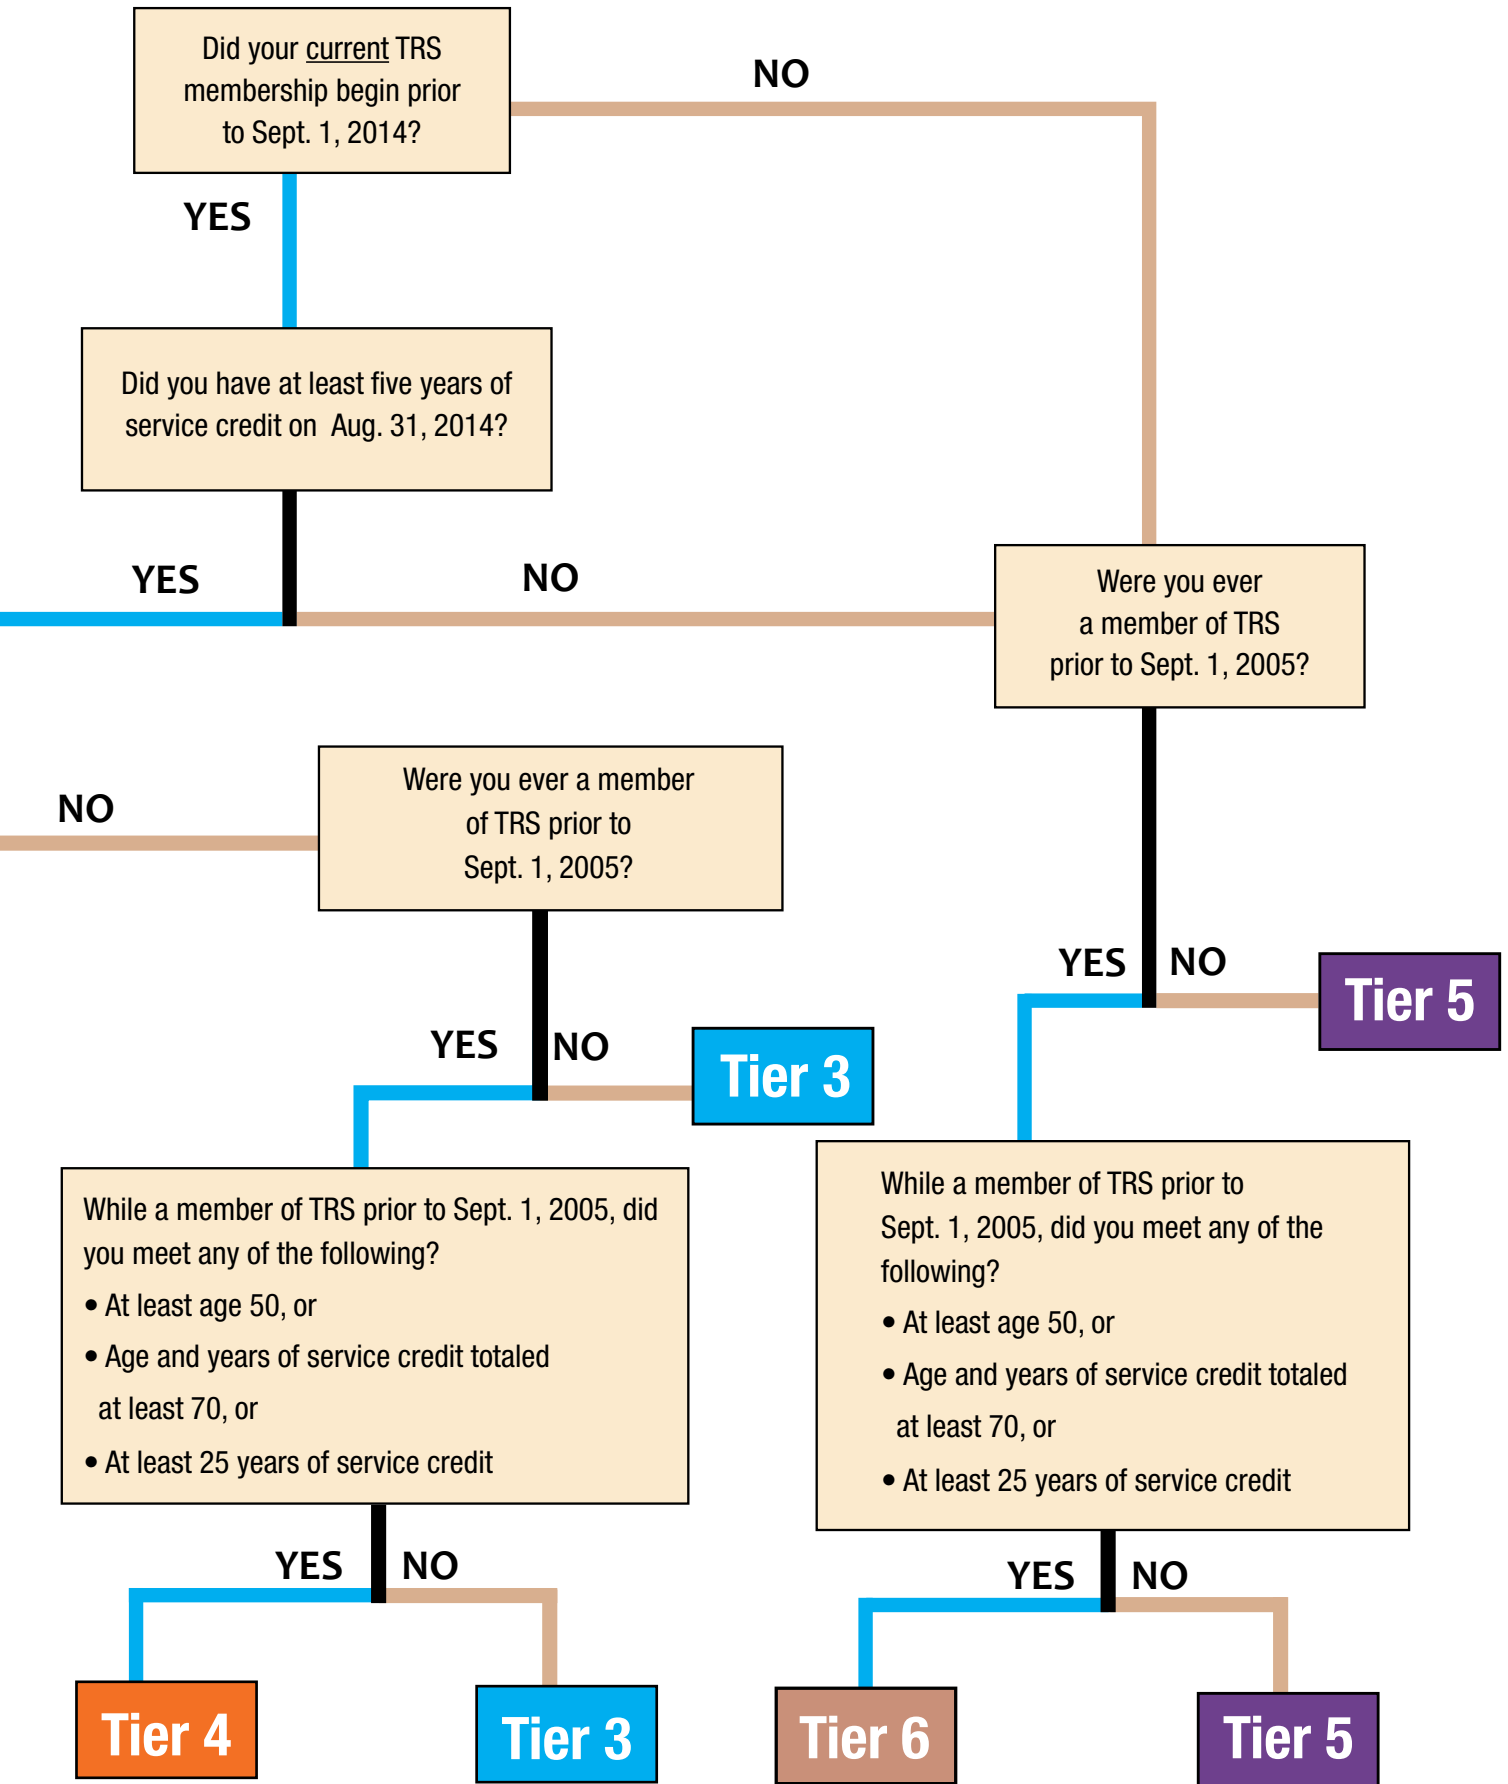 Did your current TRS
membership begin prior
to Sept. 1, 2014?
NO
YES
Did you have at least five years of
service credit on Aug. 31, 2014?
YES
NO
Were you ever
a member of TRS
prior to Sept. 1, 2005?
NO
Were you ever a member
of TRS prior to
Sept. 1, 2005?
YES
NO
Tier 5
YES
NO
Tier 3
While a member of TRS prior to Sept. 1, 2005, did
you meet any of the following?
• At least age 50, or
• Age and years of service credit totaled
at least 70, or
• At least 25 years of service credit
While a member of TRS prior to
Sept. 1, 2005, did you meet any of the
following?
• At least age 50, or
• Age and years of service credit totaled
at least 70, or
• At least 25 years of service credit
YES
NO
YES
NO
Tier 4
Tier 3
Tier 6
Tier 5